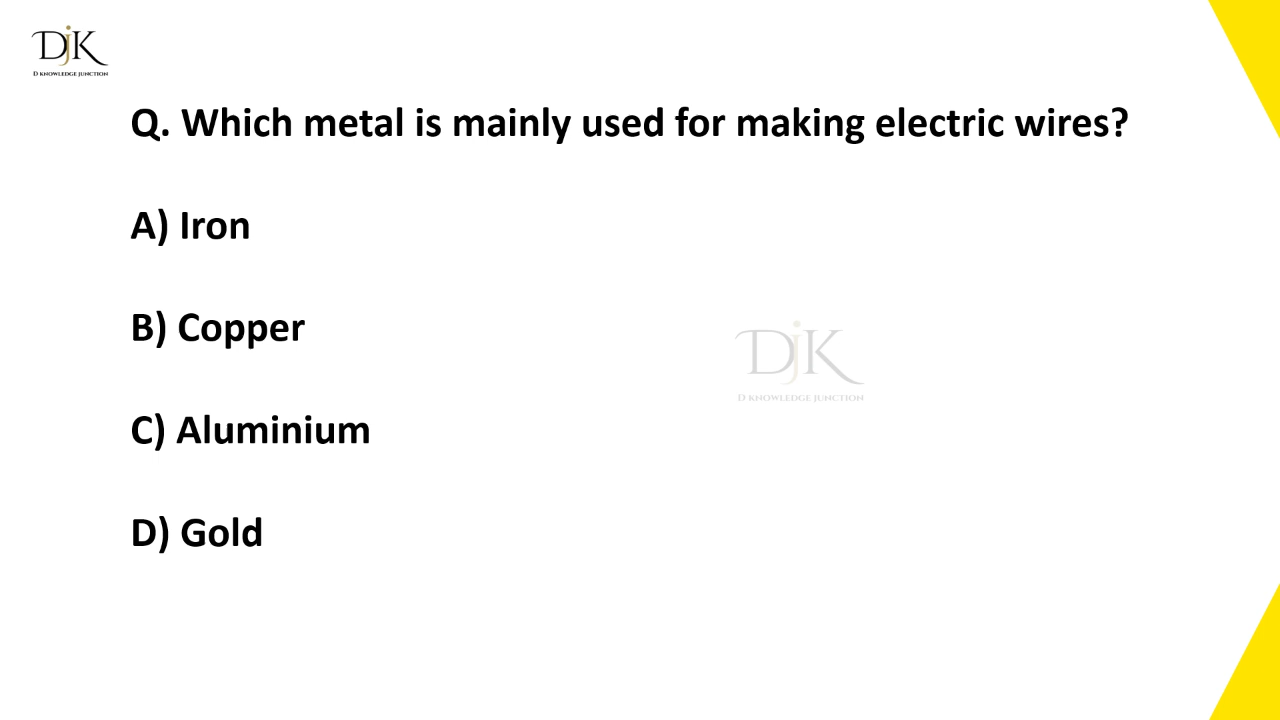 DjK
D KNOWLEDGE JUNCTION
Q. Which metal is mainly used for making electric wires?
A) Iron
B) Copper
C) Aluminium
D) Gold
DjK
D KNOWLEDGE JUNCTION